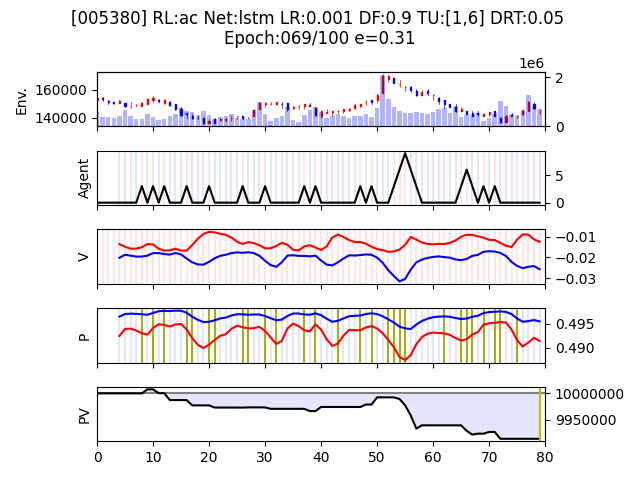 [005380] RL:ac Net:lstm LR:0.001 DF:0.9 TU:[1,6] DRT:0.05
Epoch:069/100 e=0.31
1e6
Env.
160000
140000
2
0
Agent
5
0
V
−0.01
−0.02
−0.03
P
0.495
0.490
PV
10000000
9950000
0 10 20 30 40 50 60 70 80